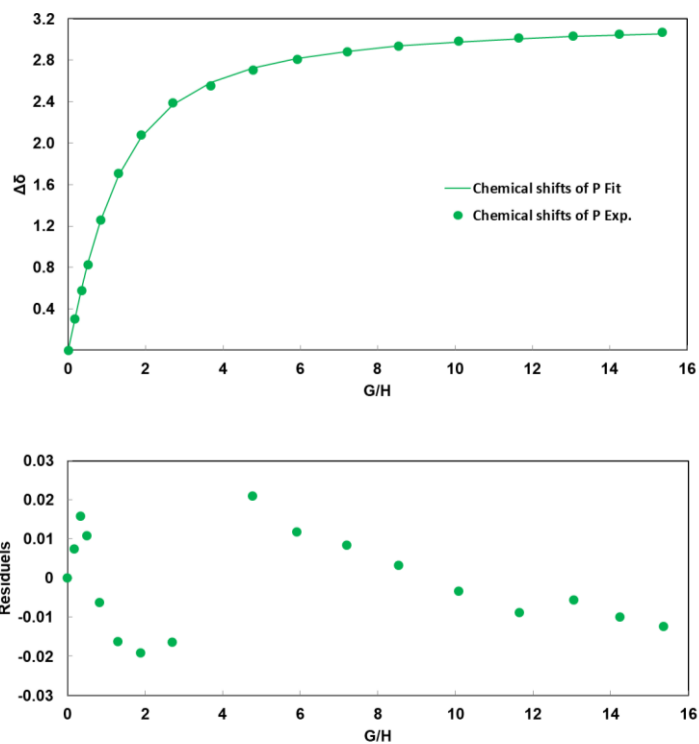 3.2
2.8
2.4
2.0
1.6
1.2
0.8
0.4
Δδ
Chemical shifts of P Fit
Chemical shifts of P Exp.
0 2 4 6 8 10 12 14 16
G/H
0.03
0.02
0.01
0
-0.01
-0.02
-0.03
Residuels
0 2 4 6 8 10 12 14 16
G/H